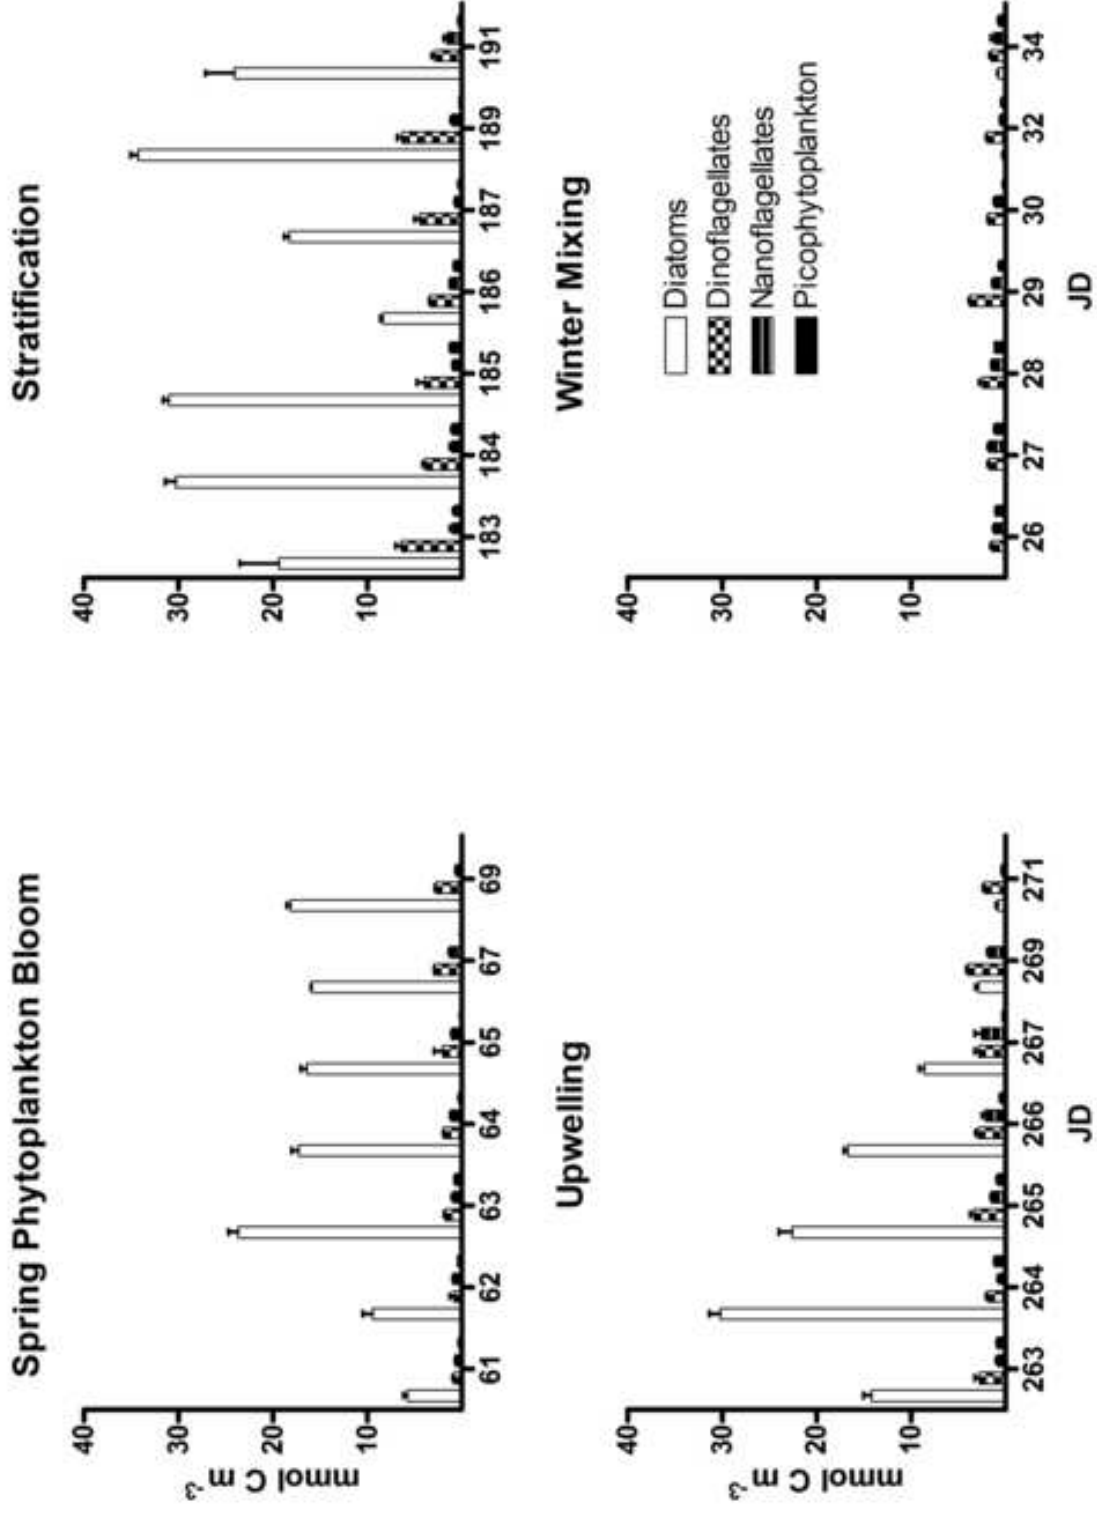 Spring Phytoplankton Bloom
mmol C m-3
40
30
20
10
61 62 63 64 65 67 69
Stratification
40
30
20
10
183 184 185 186 187 189 191
Upwelling
mmol C m-3
40
30
20
10
263 264 265 266 267 269 271
JD
Winter Mixing
40
30
20
10
Diatoms
Dinoflagellates
Nanoflagellates
Picophytoplankton
26 27 28 29 30 32 34
JD